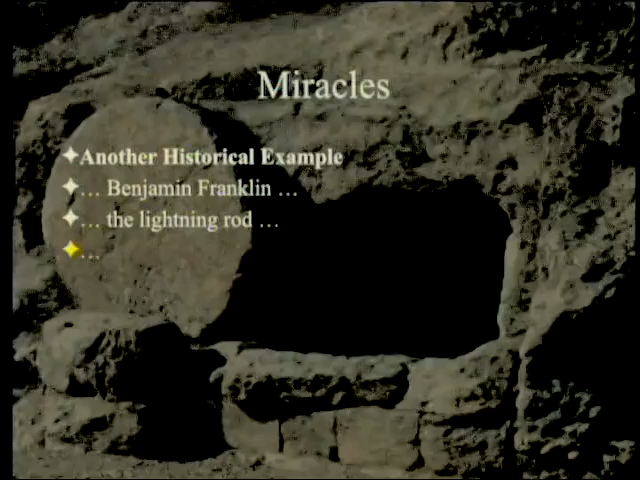 Miracles
✦Another Historical Example
✦… Benjamin Franklin …
✦… the lightning rod …
✦…